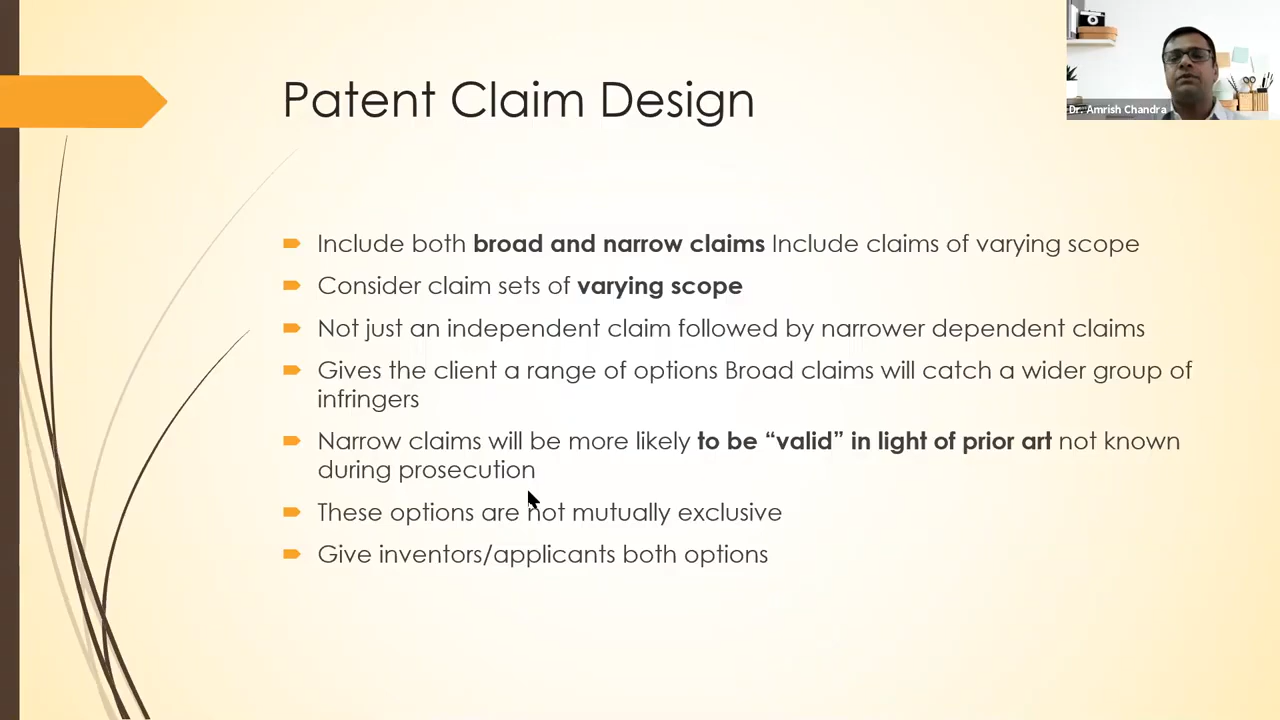 Patent Claim Design
Dr. Amrish Chandra
Include both broad and narrow claims Include claims of varying scope
Consider claim sets of varying scope
Not just an independent claim followed by narrower dependent claims
Gives the client a range of options Broad claims will catch a wider group of
infringers
Narrow claims will be more likely to be “valid” in light of prior art not known
during prosecution
These options are not mutually exclusive
Give inventors/applicants both options